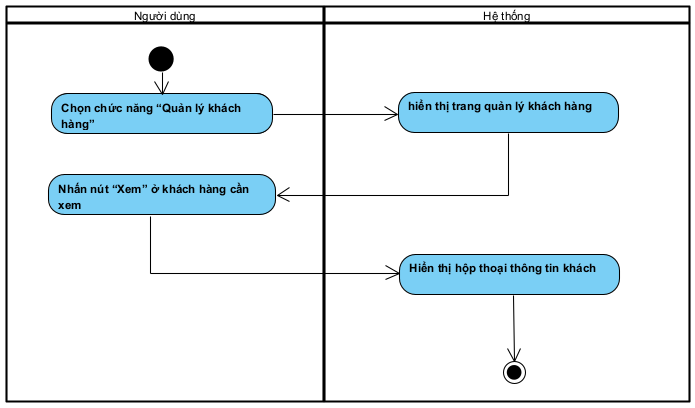 Người dùng
Hệ thống
Chọn chức năng “Quản lý khách
hàng”
hiển thị trang quản lý khách hàng
Nhấn nút “Xem” ở khách hàng cần
xem
Hiển thị hộp thoại thông tin khách